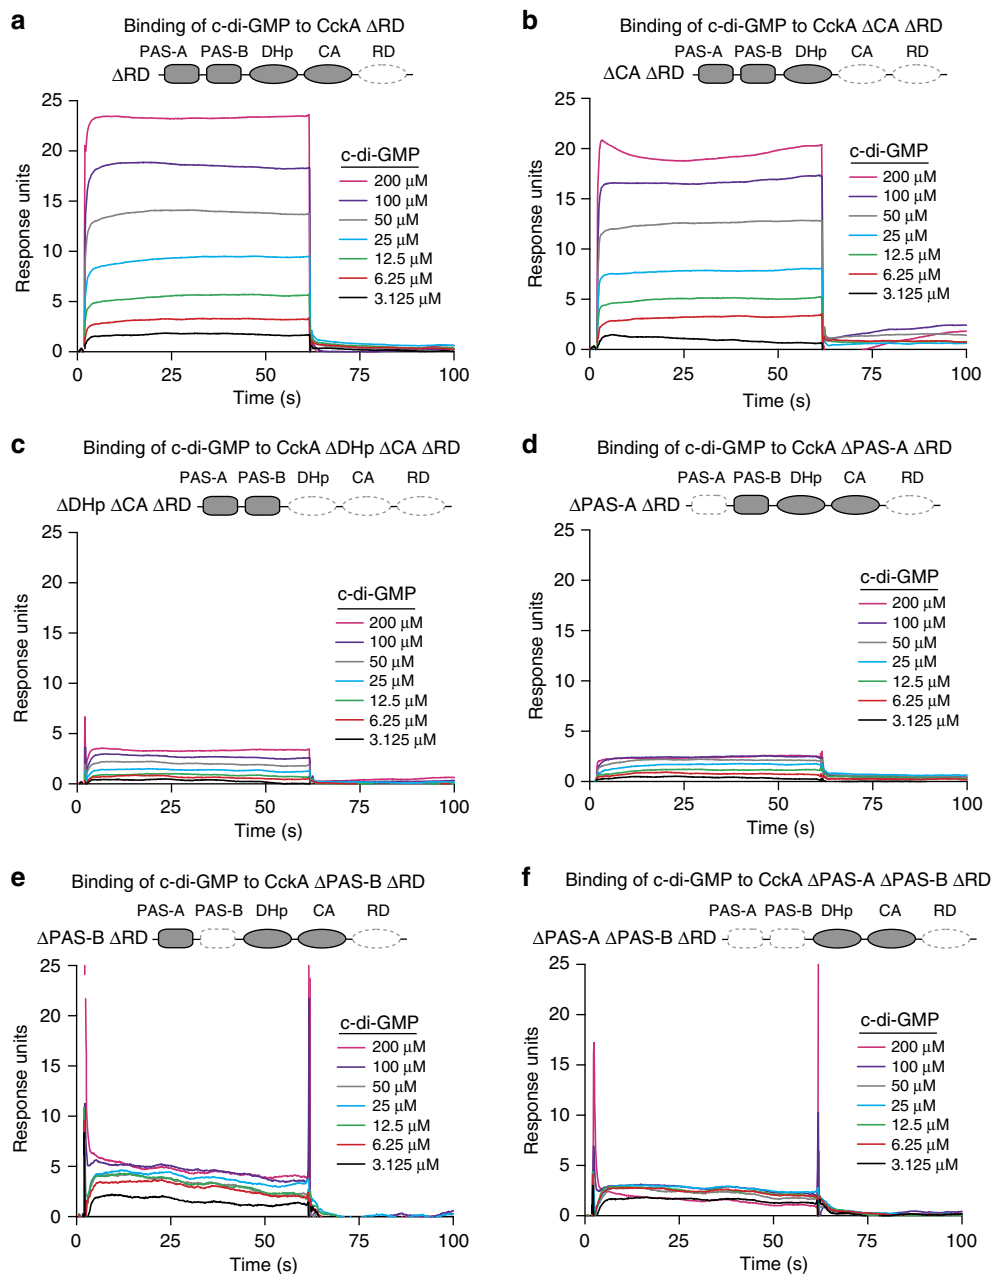 a
Binding of c-di-GMP to CckA ΔRD
PAS-A PAS-B DHp CA RD
ΔRD
25
20
15
10
5
0
Response units
0 25 50 75 100
Time (s)
c-di-GMP
200 μM
100 μM
50 μM
25 μM
12.5 μM
6.25 μM
3.125 μM
b
Binding of c-di-GMP to CckA ΔCA ΔRD
PAS-A PAS-B DHp CA RD
ΔCA ΔRD
25
20
15
10
5
0
Response units
0 25 50 75 100
Time (s)
c-di-GMP
200 μM
100 μM
50 μM
25 μM
12.5 μM
6.25 μM
3.125 μM
c
Binding of c-di-GMP to CckA ΔDHp ΔCA ΔRD
PAS-A PAS-B DHp CA RD
ΔDHp ΔCA ΔRD
25
20
15
10
5
0
Response units
0 25 50 75 100
Time (s)
c-di-GMP
200 μM
100 μM
50 μM
25 μM
12.5 μM
6.25 μM
3.125 μM
d
Binding of c-di-GMP to CckA ΔPAS-A ΔRD
PAS-A PAS-B DHp CA RD
ΔPAS-A ΔRD
25
20
15
10
5
0
Response units
0 25 50 75 100
Time (s)
c-di-GMP
200 μM
100 μM
50 μM
25 μM
12.5 μM
6.25 μM
3.125 μM
e
Binding of c-di-GMP to CckA ΔPAS-B ΔRD
PAS-A PAS-B DHp CA RD
ΔPAS-B ΔRD
25
20
15
10
5
0
Response units
0 25 50 75 100
Time (s)
c-di-GMP
200 μM
100 μM
50 μM
25 μM
12.5 μM
6.25 μM
3.125 μM
f
Binding of c-di-GMP to CckA ΔPAS-A ΔPAS-B ΔRD
PAS-A PAS-B DHp CA RD
ΔPAS-A ΔPAS-B ΔRD
25
20
15
10
5
0
Response units
0 25 50 75 100
Time (s)
c-di-GMP
200 μM
100 μM
50 μM
25 μM
12.5 μM
6.25 μM
3.125 μM